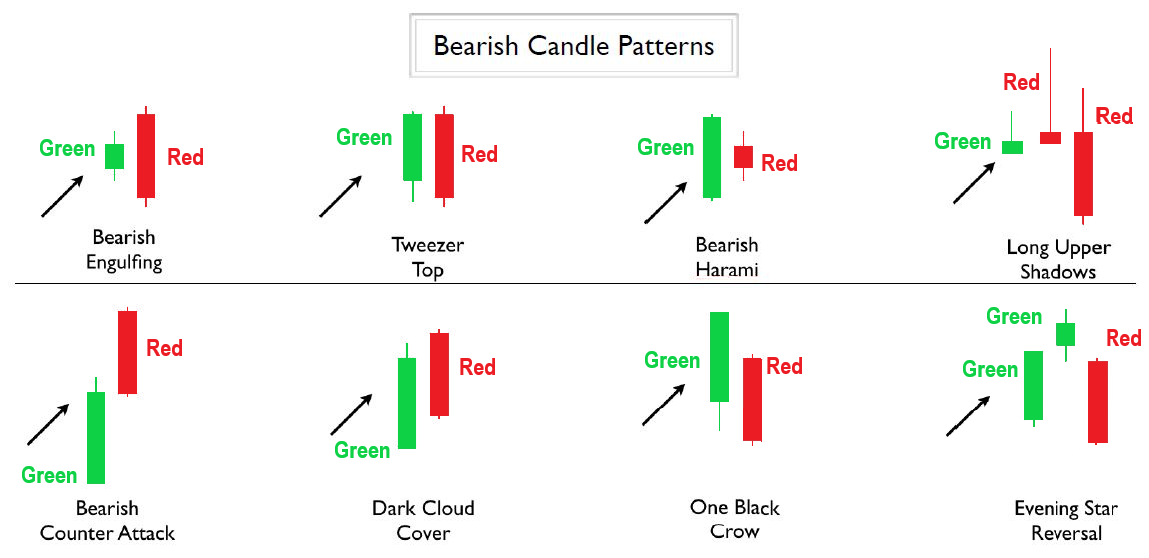 Bearish Candle Patterns
Green
Red
Bearish
Engulfing
Green
Red
Tweezer
Top
Green
Red
Bearish
Harami
Red
Green
Red
Long Upper
Shadows
Red
Green
Bearish
Counter Attack
Red
Green
Dark Cloud
Cover
Green
Red
One Black
Crow
Green
Red
Green
Evening Star
Reversal